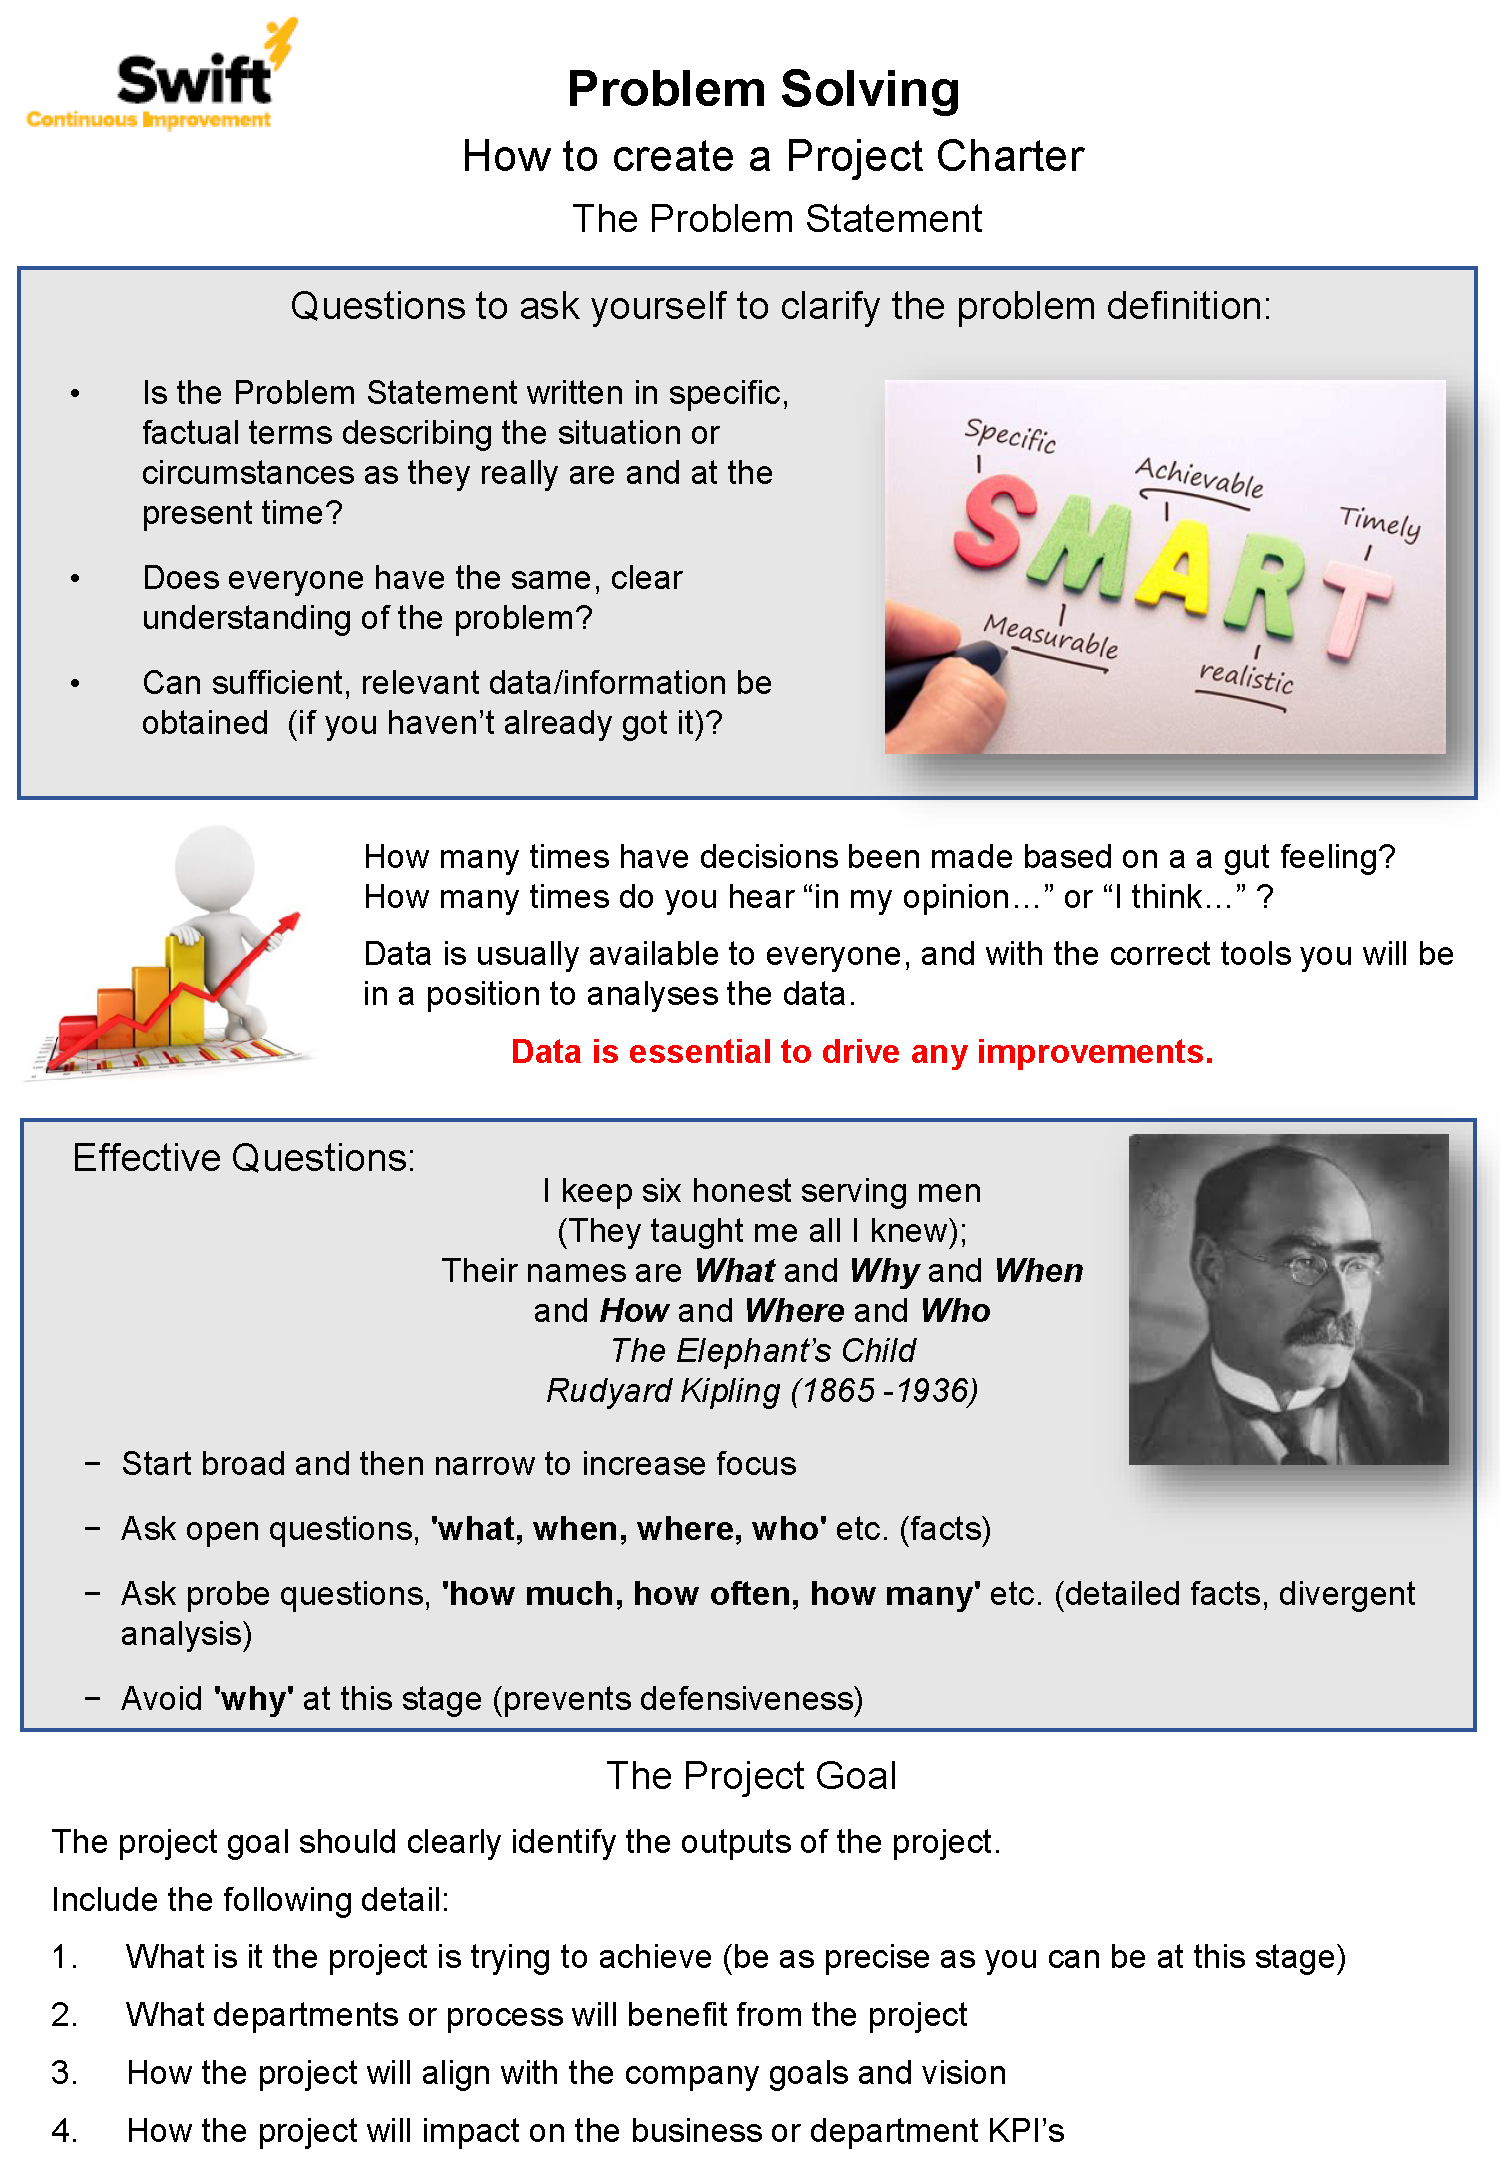 Swift
Continuous Improvement
Problem Solving
How to create a Project Charter
The Problem Statement
Questions to ask yourself to clarify the problem definition:
• Is the Problem Statement written in specific,
factual terms describing the situation or
circumstances as they really are and at the
present time?
• Does everyone have the same, clear
understanding of the problem?
• Can sufficient, relevant data/information be
obtained  (if you haven’t already got it)?
Specific
Achievable
Timely
SMART
Measurable
realistic
How many times have decisions been made based on a a gut feeling?
How many times do you hear “in my opinion…” or “I think…” ?
Data is usually available to everyone, and with the correct tools you will be
in a position to analyses the data.
Data is essential to drive any improvements.
Effective Questions:
I keep six honest serving men
(They taught me all I knew);
Their names are What and Why and When
and How and Where and Who
The Elephant’s Child
Rudyard Kipling (1865 -1936)
− Start broad and then narrow to increase focus
− Ask open questions, 'what, when, where, who' etc. (facts)
− Ask probe questions, 'how much, how often, how many' etc. (detailed facts, divergent
analysis)
− Avoid 'why' at this stage (prevents defensiveness)
The Project Goal
The project goal should clearly identify the outputs of the project.
Include the following detail:
1. What is it the project is trying to achieve (be as precise as you can be at this stage)
2. What departments or process will benefit from the project
3. How the project will align with the company goals and vision
4. How the project will impact on the business or department KPI’s